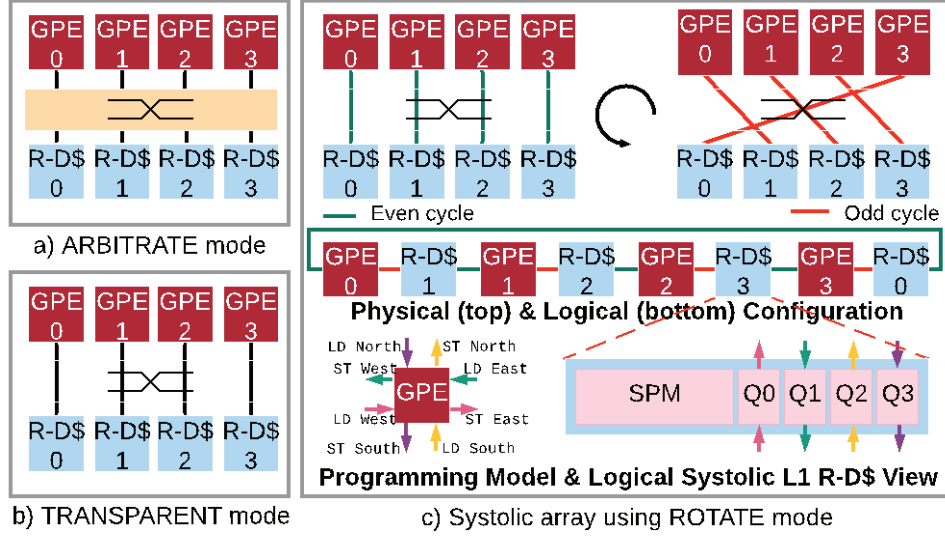 GPE GPE GPE GPE
0 1 2 3
R-D$ R-D$ R-D$ R-D$
0 1 2 3
a) ARBITRATE mode
GPE GPE GPE GPE
0 1 2 3
R-D$ R-D$ R-D$ R-D$
0 1 2 3
b) TRANSPARENT mode
GPE GPE GPE GPE
0 1 2 3
R-D$ R-D$ R-D$ R-D$
0 1 2 3
Even cycle
GPE GPE GPE GPE
0 1 2 3
R-D$ R-D$ R-D$ R-D$
0 1 2 3
Odd cycle
GPE R-D$ GPE R-D$ GPE R-D$ GPE R-D$
0 1 1 2 2 3 3 0
Physical (top) & Logical (bottom) Configuration
LD North ST North
ST West LD East
GPE
LD West ST East
ST South LD South
SPM Q0 Q1 Q2 Q3
Programming Model & Logical Systolic L1 R-D$ View
c) Systolic array using ROTATE mode